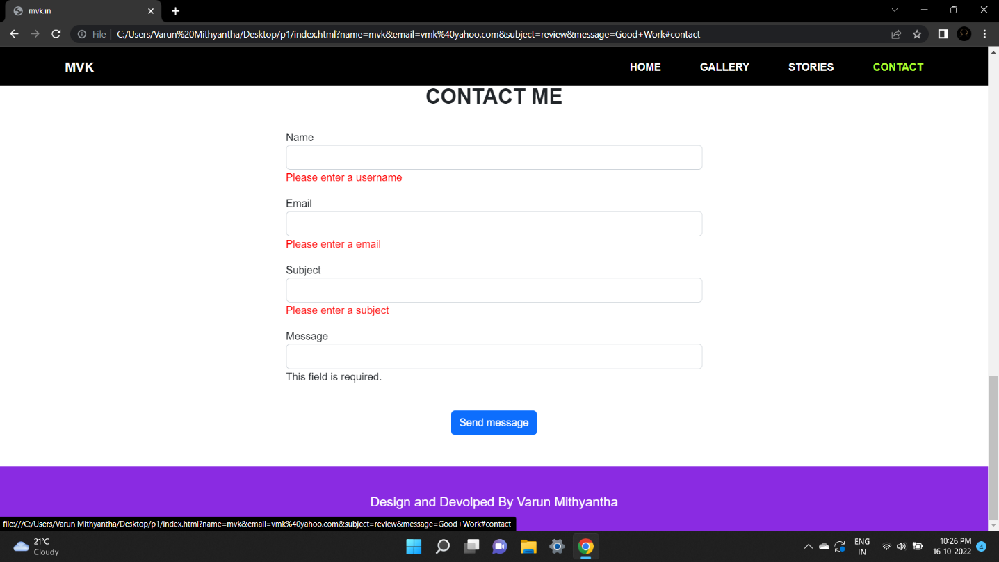 mvk.in
File | C:/Users/Varun%20Mithyantha/Desktop/p1/index.html?name=mvk&email=vmk%40yahoo.com&subject=review&message=Good+Work#contact
MVK HOME GALLERY STORIES CONTACT
CONTACT ME
Name
Please enter a username
Email
Please enter a email
Subject
Please enter a subject
Message
This field is required.
Send message
Design and Devolped By Varun Mithyantha
file:///C:/Users/Varun Mithyantha/Desktop/p1/index.html?name=mvk&email=vmk%40yahoo.com&subject=review&message=Good+Work#contact
21°C
Cloudy
ENG
IN
10:26 PM
16-10-2022
4